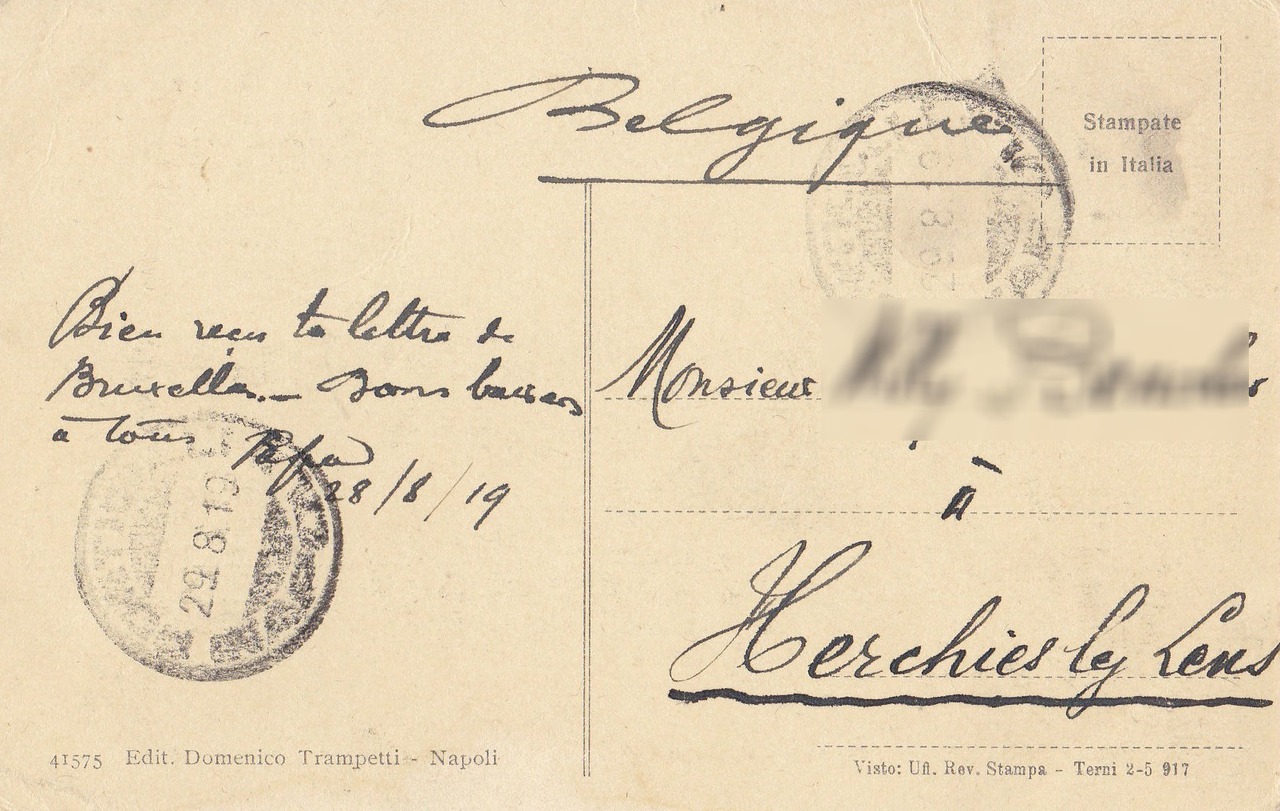 Belgique
Stampate
in Italia
Bien reçu ta lettre de
Bruxelles. — Bons baisers
à tous.
28/8/19
29.8.19
Monsieur
à
Herchies lez Lens
41575 Edit. Domenico Trampetti - Napoli
Visto: Ufl. Rev. Stampa - Terni 2-5 917